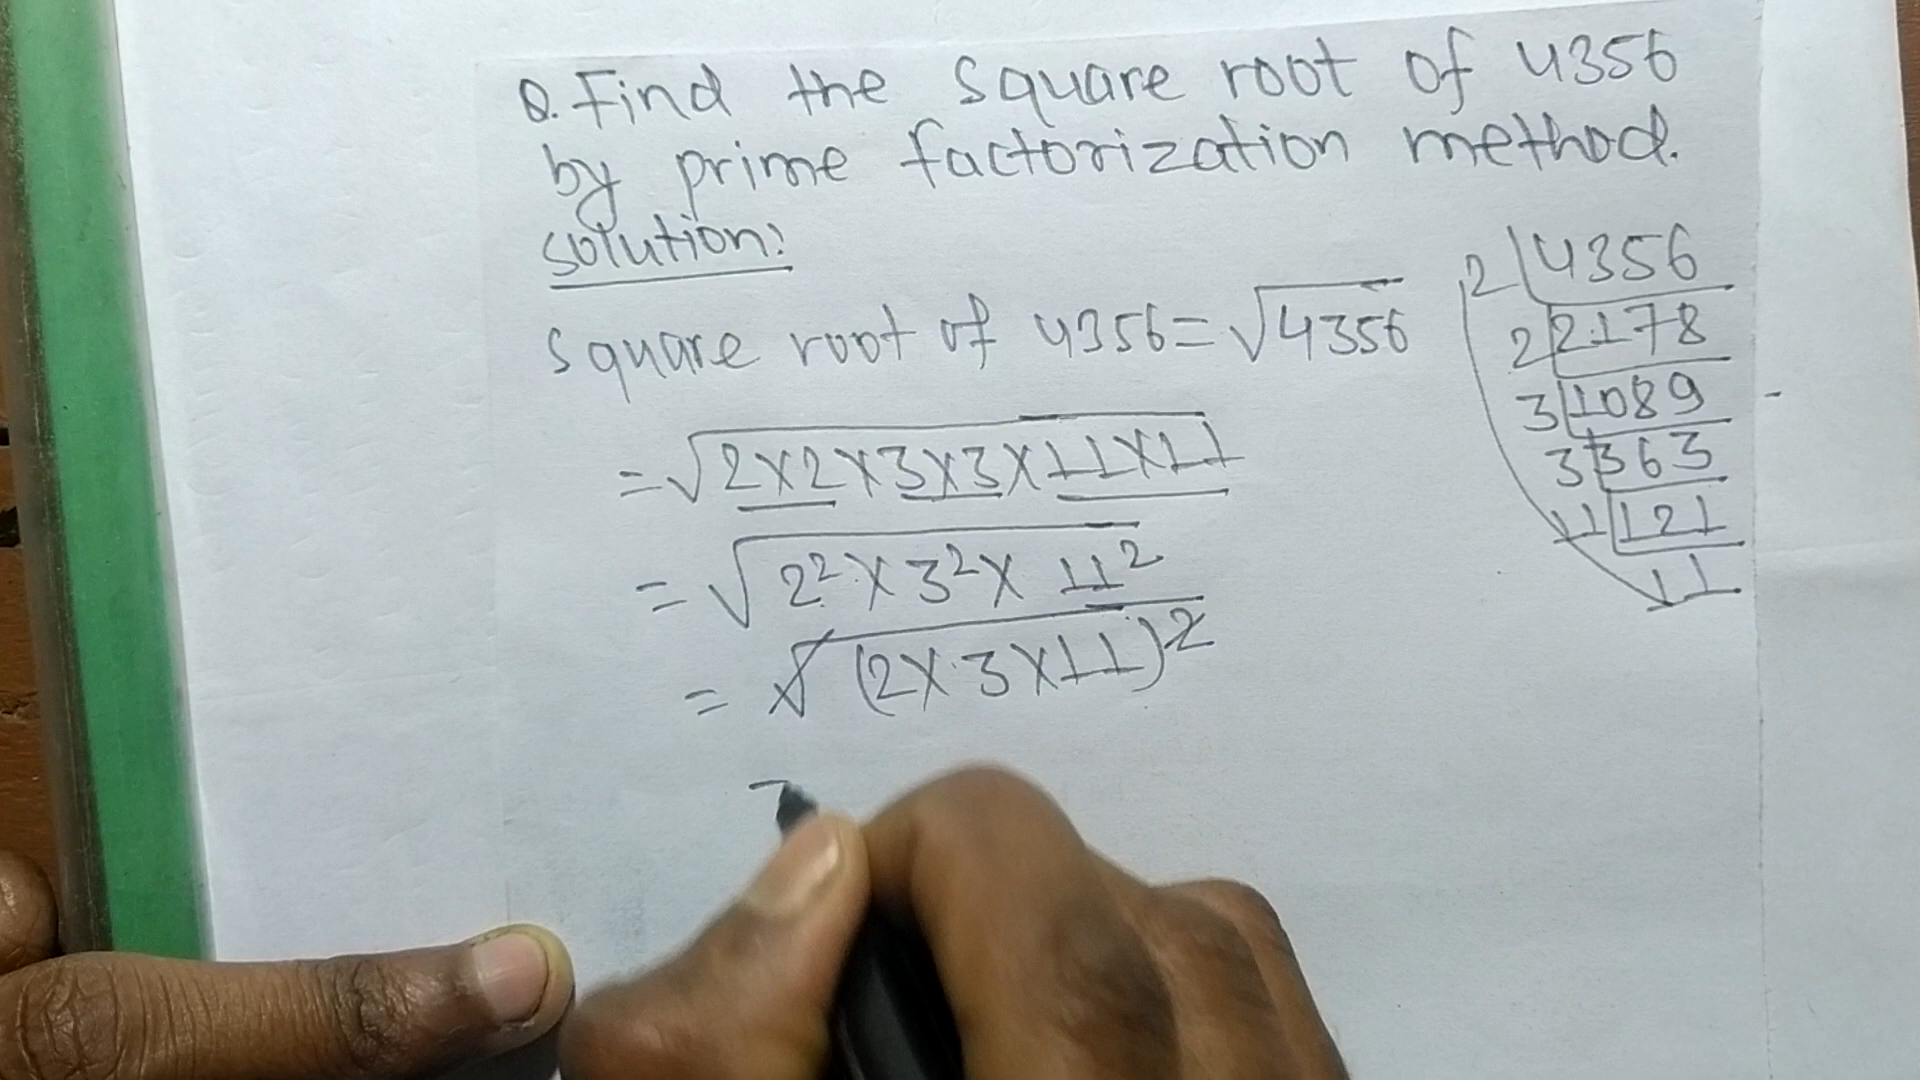 Q. Find the square root of 4356
by prime factorization method.
solution:
square root of 4356 = √4356
= √2×2×3×3×11×11
= √2²×3²×11²
= √(2×3×11)²
2 4356
2 2178
3 1089
3 363
11 121
11